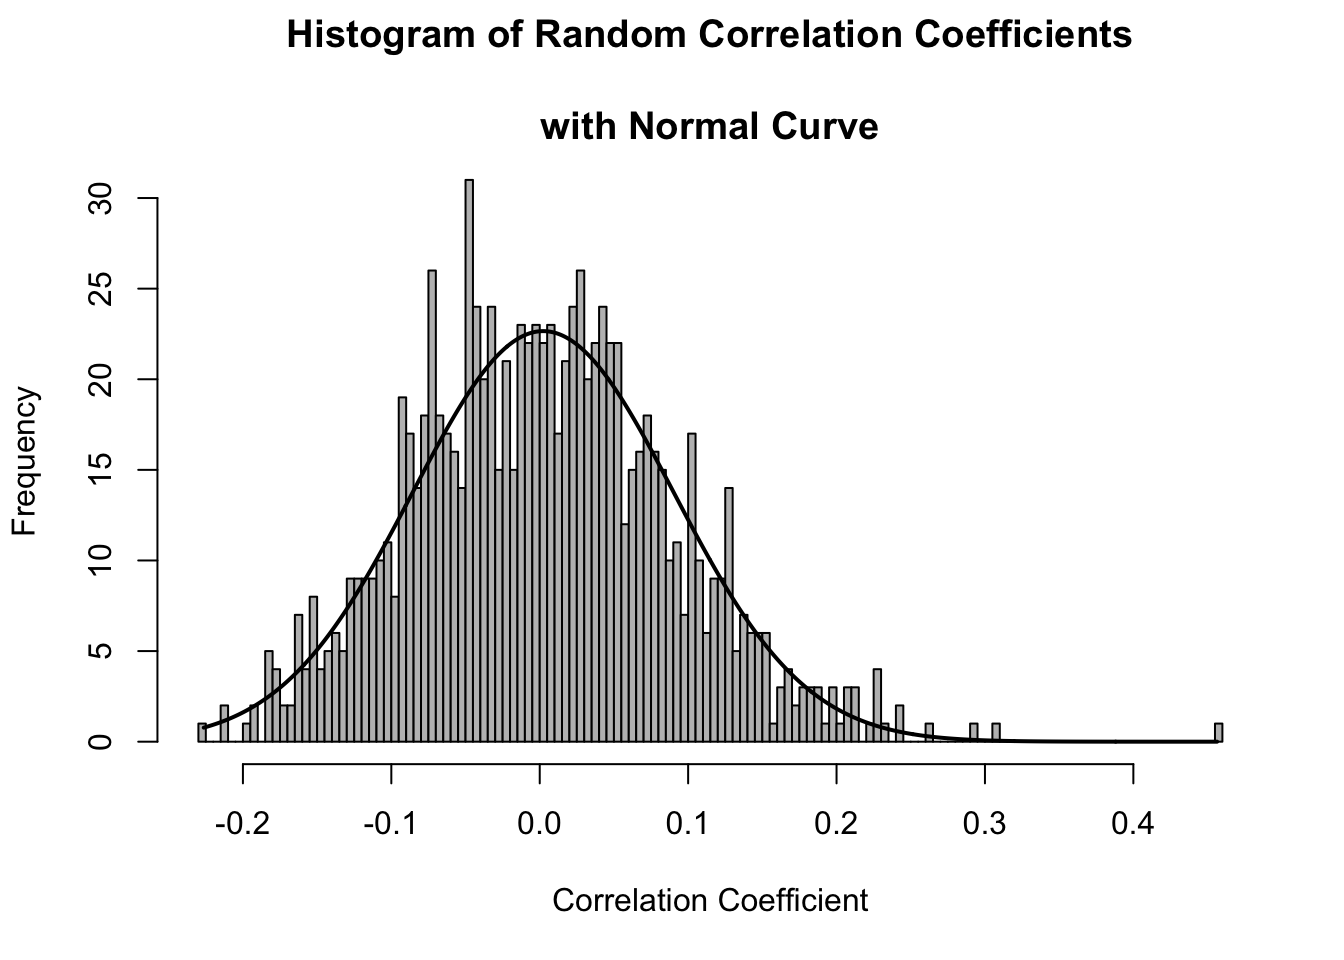 Histogram of Random Correlation Coefficients
with Normal Curve
Frequency
30
25
20
15
10
5
0
-0.2 -0.1 0.0 0.1 0.2 0.3 0.4
Correlation Coefficient